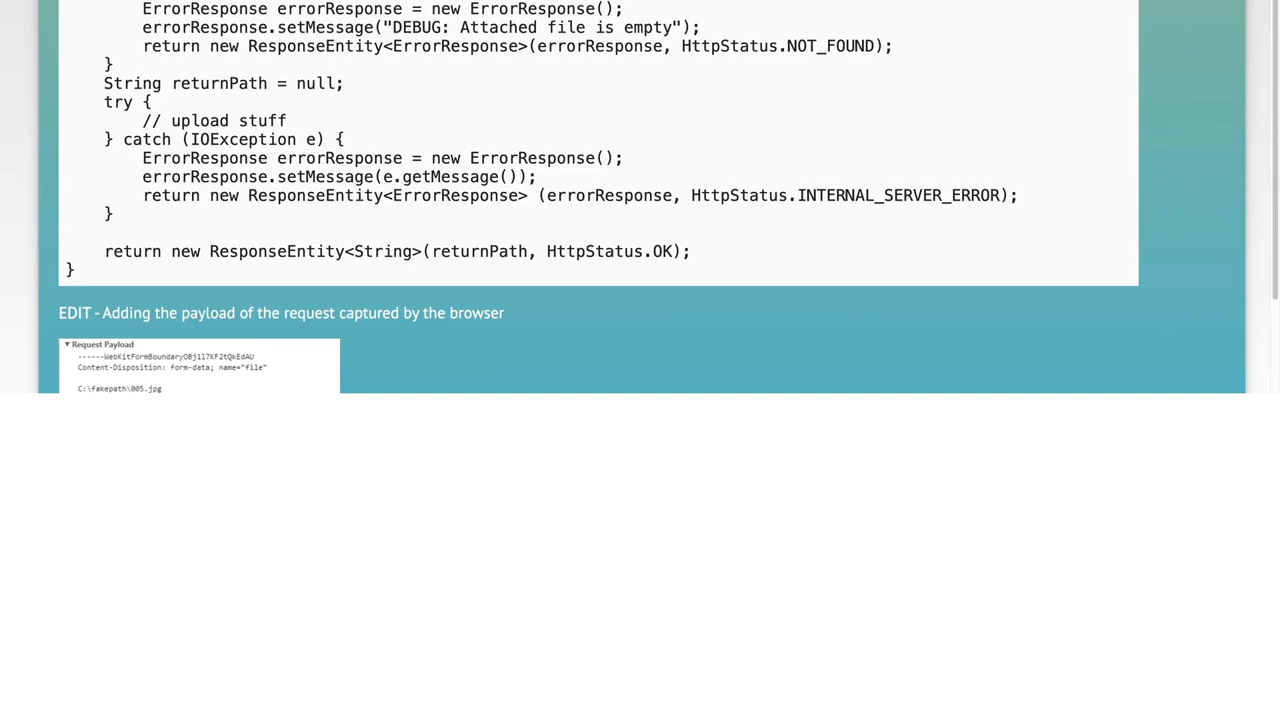 ErrorResponse errorResponse = new ErrorResponse();
errorResponse.setMessage("DEBUG: Attached file is empty");
return new ResponseEntity<ErrorResponse>(errorResponse, HttpStatus.NOT_FOUND);
}
String returnPath = null;
try {
// upload stuff
} catch (IOException e) {
ErrorResponse errorResponse = new ErrorResponse();
errorResponse.setMessage(e.getMessage());
return new ResponseEntity<ErrorResponse> (errorResponse, HttpStatus.INTERNAL_SERVER_ERROR);
}
return new ResponseEntity<String>(returnPath, HttpStatus.OK);
}
EDIT - Adding the payload of the request captured by the browser
Request Payload
------WebKitFormBoundaryOBj1l7KF2tQkEdAU
Content-Disposition: form-data; name="file"
C:\fakepath\005.jpg